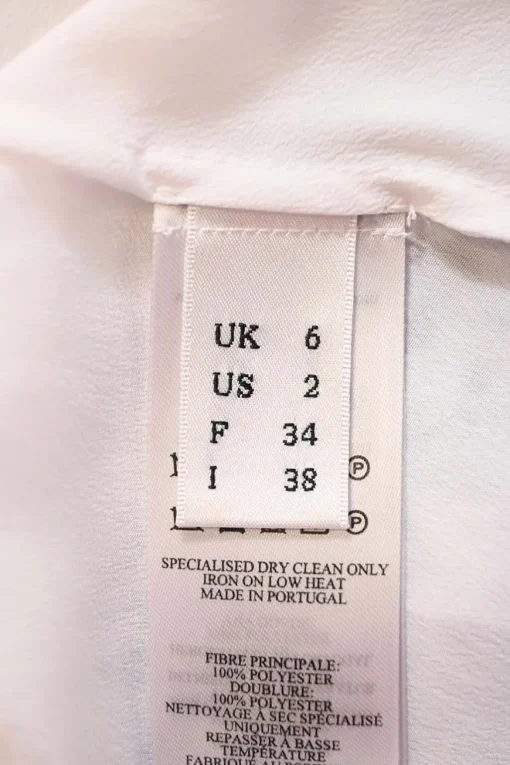 UK 6
US 2
F 34
I 38
P
P
SPECIALISED DRY CLEAN ONLY
IRON ON LOW HEAT
MADE IN PORTUGAL
FIBRE PRINCIPALE:
100% POLYESTER
DOUBLURE:
100% POLYESTER
NETTOYAGE À SEC SPÉCIALISÉ
UNIQUEMENT
REPASSER À BASSE
TEMPÉRATURE